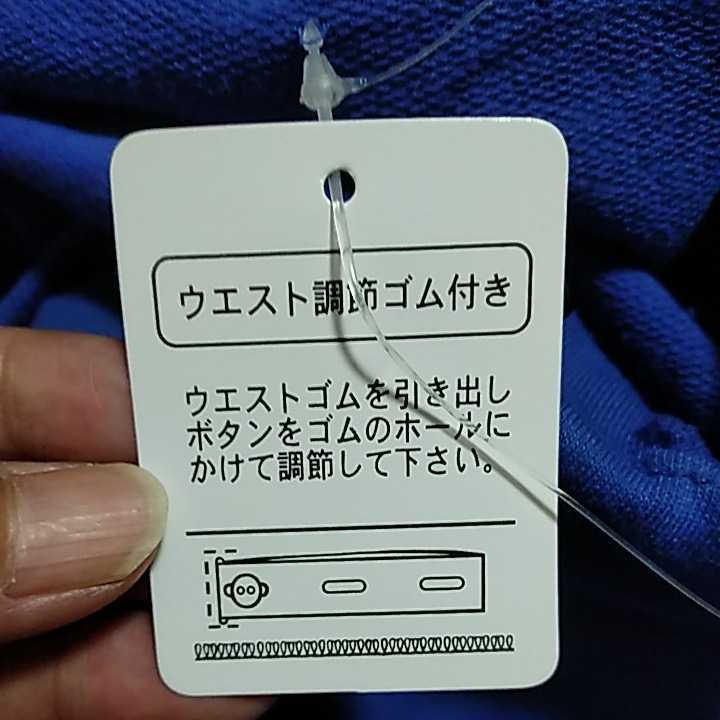 ウエスト調節ゴム付き
ウエストゴムを引き出し
ボタンをゴムのホールに
かけて調節して下さい。